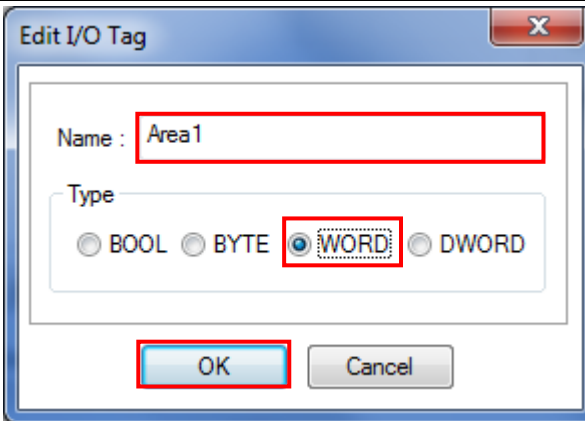 Edit I/O Tag
Name : Area1
Type
BOOL BYTE WORD DWORD
OK Cancel